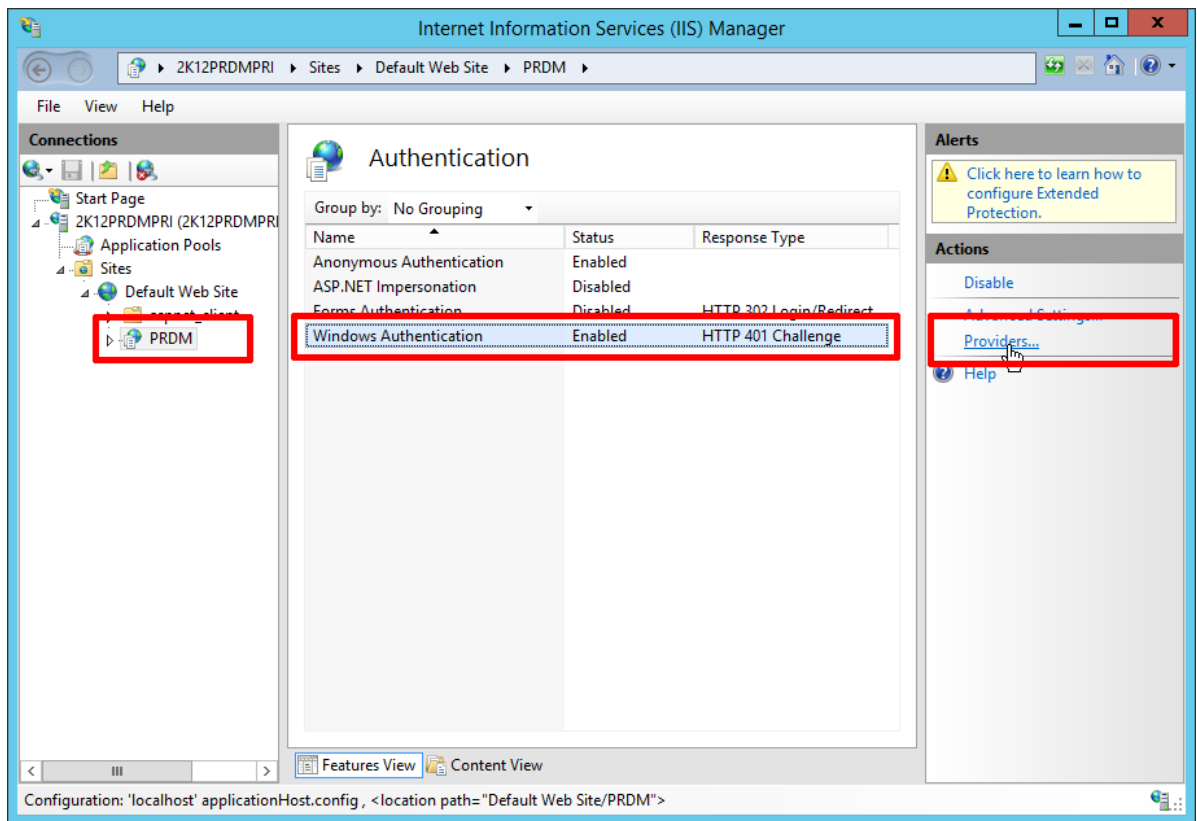 Internet Information Services (IIS) Manager
2K12PRDMPRI Sites Default Web Site PRDM
File View Help
Connections
Start Page
2K12PRDMPRI (2K12PRDMPRI
Application Pools
Sites
Default Web Site
aspnet_client
PRDM
Authentication
Group by: No Grouping
Name Status Response Type
Anonymous Authentication Enabled
ASP.NET Impersonation Disabled
Forms Authentication Disabled HTTP 302 Login/Redirect
Windows Authentication Enabled HTTP 401 Challenge
Features View Content View
Alerts
Click here to learn how to
configure Extended
Protection.
Actions
Disable
Advanced Settings...
Providers...
Help
Configuration: 'localhost' applicationHost.config , <location path="Default Web Site/PRDM">